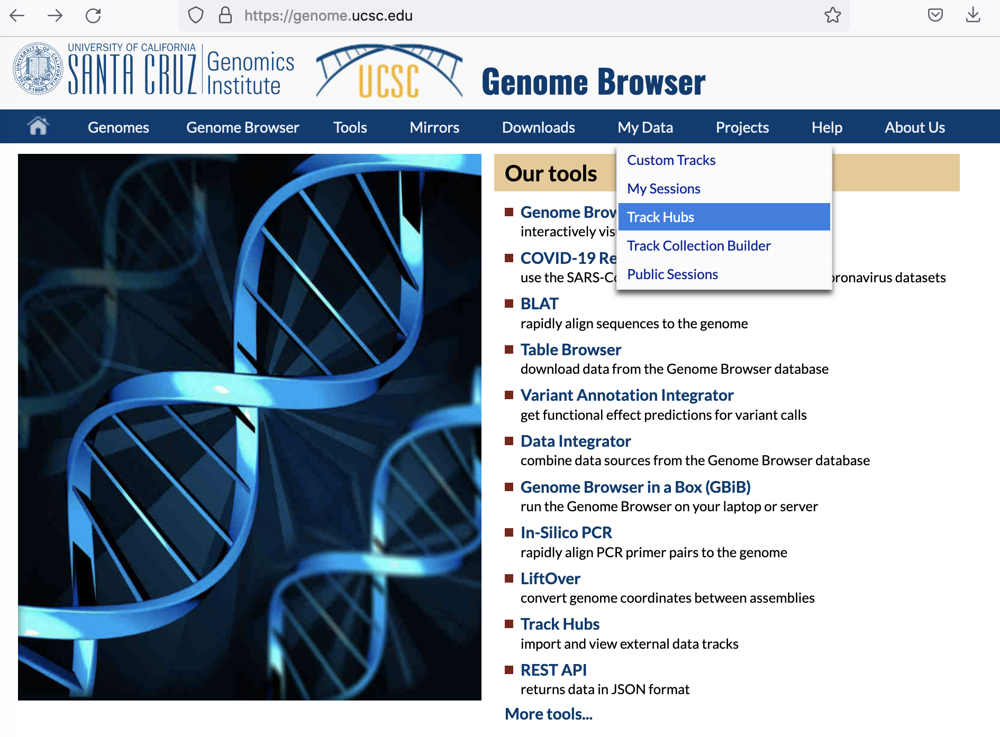 https://genome.ucsc.edu
UNIVERSITY OF CALIFORNIA
SANTA CRUZ
Genomics
Institute
UCSC
Genome Browser
Genomes Genome Browser Tools Mirrors Downloads My Data Projects Help About Us
Custom Tracks
My Sessions
Track Hubs
Track Collection Builder
Public Sessions
Our tools
Genome Brow
interactively vis
COVID-19 Re
use the SARS-Co oronavirus datasets
BLAT
rapidly align sequences to the genome
Table Browser
download data from the Genome Browser database
Variant Annotation Integrator
get functional effect predictions for variant calls
Data Integrator
combine data sources from the Genome Browser database
Genome Browser in a Box (GBiB)
run the Genome Browser on your laptop or server
In-Silico PCR
rapidly align PCR primer pairs to the genome
LiftOver
convert genome coordinates between assemblies
Track Hubs
import and view external data tracks
REST API
returns data in JSON format
More tools...